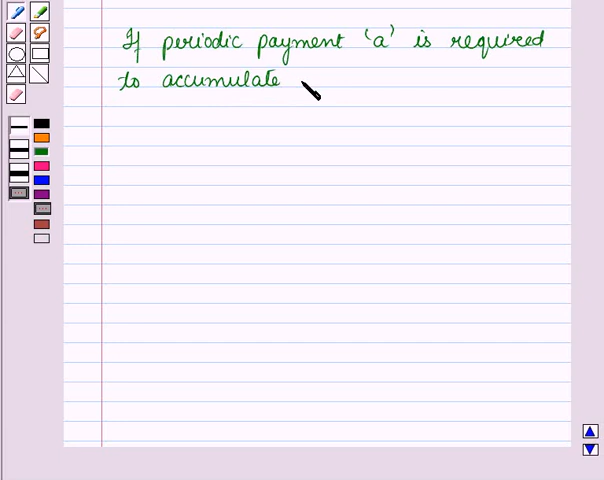 If periodic payment 'a' is required
to accumulate